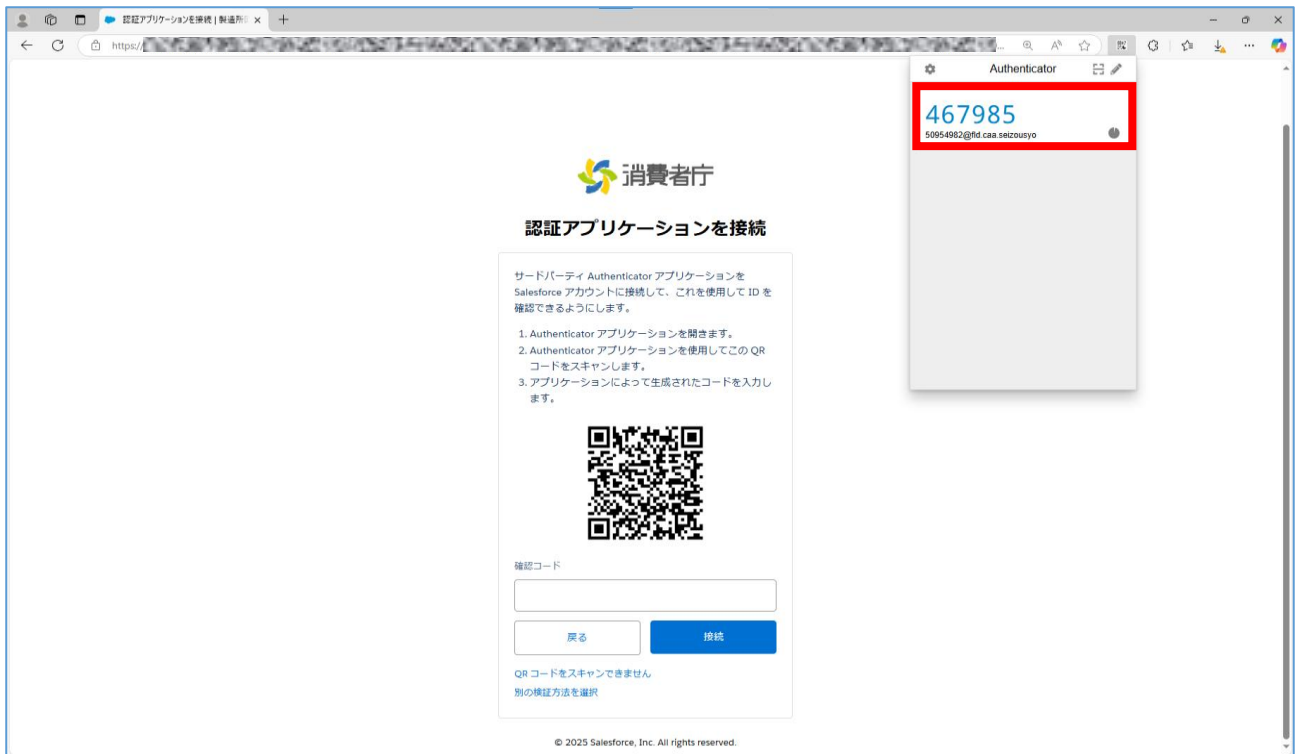 認証アプリケーションを接続 | 製造所
https://
Authenticator
467985
50954982@fld.caa.seizousyo
消費者庁
認証アプリケーションを接続
サードパーティ Authenticator アプリケーションを
Salesforce アカウントに接続して、これを使用して ID を
確認できるようにします。
1. Authenticator アプリケーションを開きます。
2. Authenticator アプリケーションを使用してこの QR
コードをスキャンします。
3. アプリケーションによって生成されたコードを入力し
ます。
確認コード
戻る
接続
QR コードをスキャンできません
別の検証方法を選択
© 2025 Salesforce, Inc. All rights reserved.